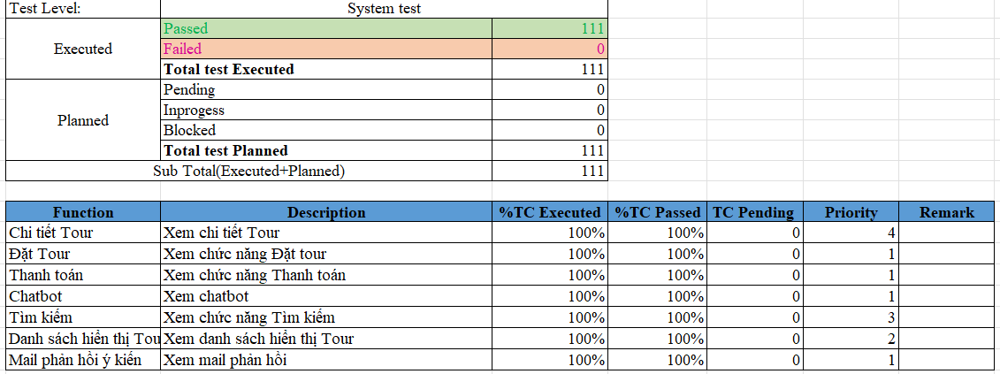 Test Level: System test
Executed Passed 111
Failed 0
Total test Executed 111
Planned Pending 0
Inprogess 0
Blocked 0
Total test Planned 111
Sub Total(Executed+Planned) 111
Function Description %TC Executed %TC Passed TC Pending Priority Remark
Chi tiết Tour Xem chi tiết Tour 100% 100% 0 4
Đặt Tour Xem chức năng Đặt tour 100% 100% 0 1
Thanh toán Xem chức năng Thanh toán 100% 100% 0 1
Chatbot Xem chatbot 100% 100% 0 1
Tìm kiếm Xem chức năng Tìm kiếm 100% 100% 0 3
Danh sách hiển thị Tou Xem danh sách hiển thị Tour 100% 100% 0 2
Mail phản hồi ý kiến Xem mail phản hồi 100% 100% 0 1